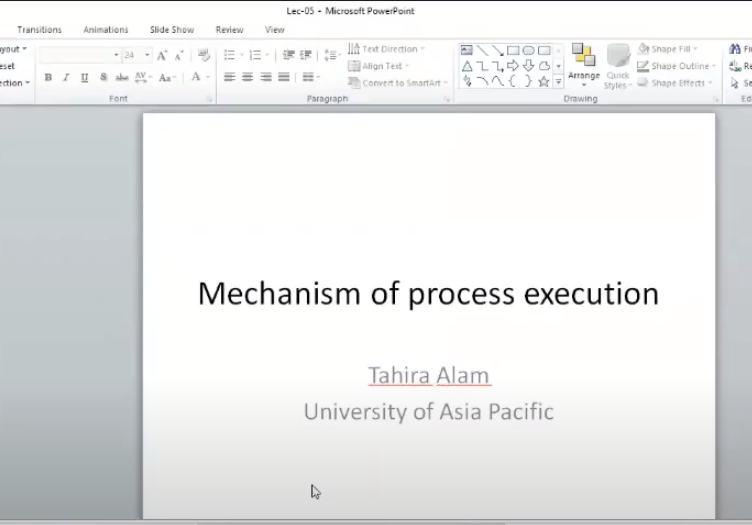 Lec-05 - Microsoft PowerPoint
Transitions Animations Slide Show Review View
ayout
24 A A
Text Direction
Shape Fill
Fi
eset
Align Text
Arrange Quick Styles
Shape Outline
Re
ection
B I U S abc AV Aa A
Convert to SmartArt
Shape Effects
Se
Font Paragraph Drawing Ed
Mechanism of process execution
Tahira Alam
University of Asia Pacific